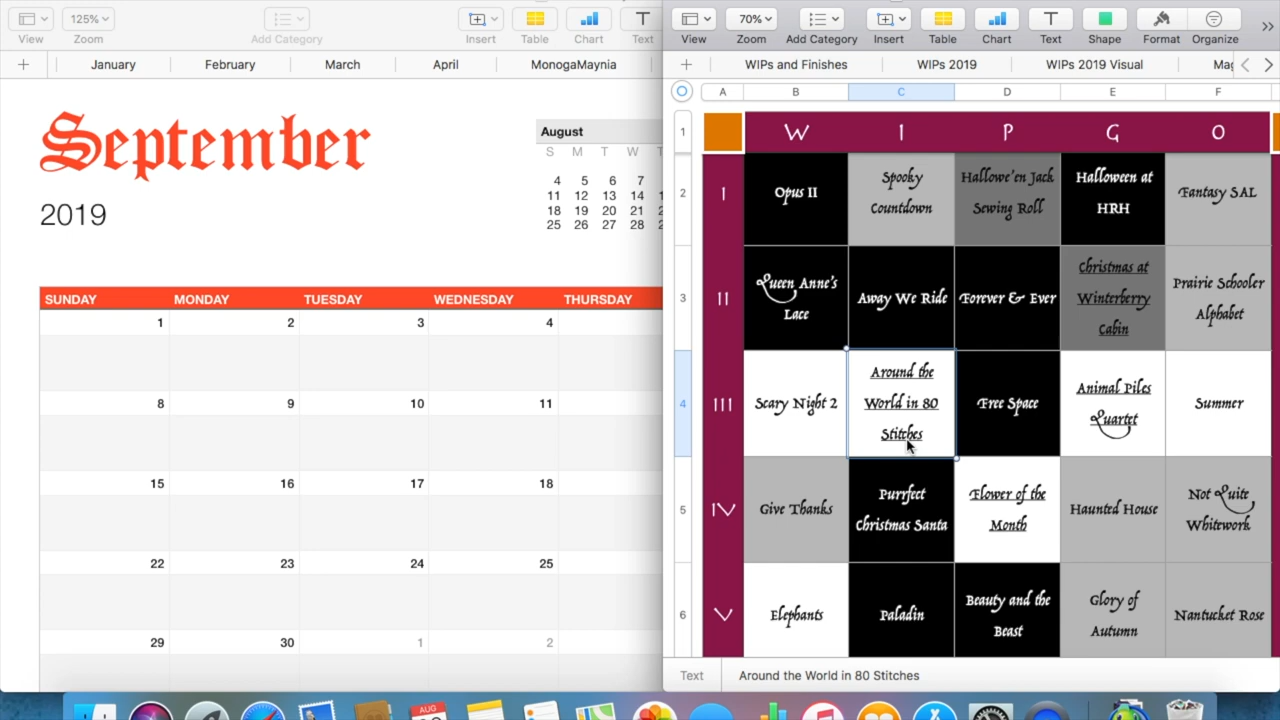 125%
View
Zoom
Add Category
Insert
Table
Chart
Text
January
February
March
April
MonogaMaynia
September
2019
August
S M T W T
4 5 6 7
11 12 13 14
18 19 20 21
25 26 27 28
SUNDAY MONDAY TUESDAY WEDNESDAY THURSDAY
1 2 3 4
8 9 10 11
15 16 17 18
22 23 24 25
29 30 1 2
70%
View
Zoom
Add Category
Insert
Table
Chart
Text
Shape
Format
Organize
WIPs and Finishes
WIPs 2019
WIPs 2019 Visual
A B C D E F
1 W I P G O
2 I
Opus II
Spooky
Countdown
Hallowe'en Jack
Sewing Roll
Halloween at
HRH
Fantasy SAL
3 II
Queen Anne's
Lace
Away We Ride
Forever & Ever
Christmas at
Winterberry
Cabin
Prairie Schooler
Alphabet
4 III
Scary Night 2
Around the
World in 80
Stitches
Free Space
Animal Piles
Quartet
Summer
5 IV
Give Thanks
Purrfect
Christmas Santa
Flower of the
Month
Haunted House
Not Quite
Whitework
6 V
Elephants
Paladin
Beauty and the
Beast
Glory of
Autumn
Nantucket Rose
Text Around the World in 80 Stitches
AUG